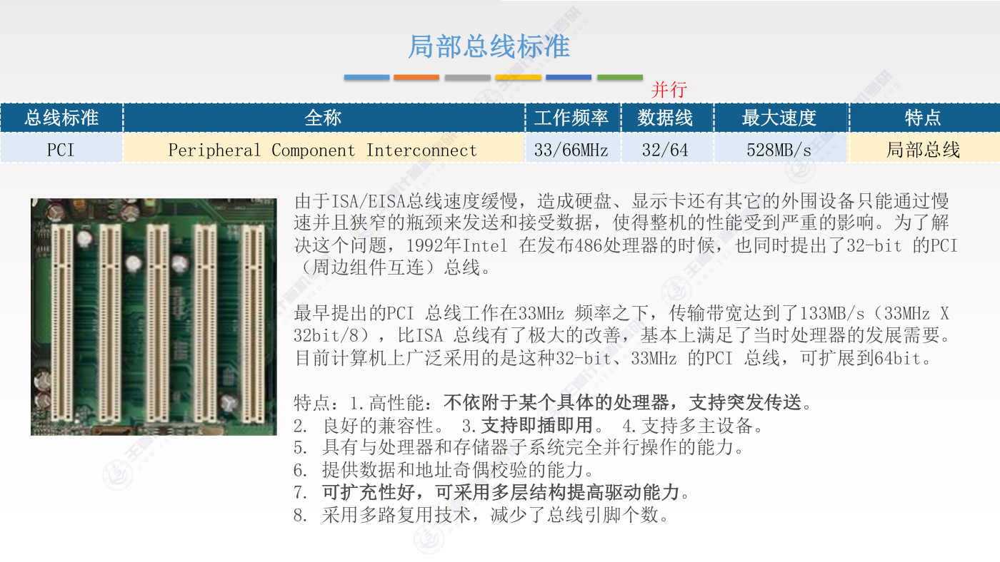 局部总线标准
并行
总线标准 全称 工作频率 数据线 最大速度 特点
PCI Peripheral Component Interconnect 33/66MHz 32/64 528MB/s 局部总线
由于ISA/EISA总线速度缓慢，造成硬盘、显示卡还有其它的外围设备只能通过慢
速并且狭窄的瓶颈来发送和接受数据，使得整机的性能受到严重的影响。为了解
决这个问题，1992年Intel 在发布486处理器的时候，也同时提出了32-bit 的PCI
（周边组件互连）总线。
最早提出的PCI 总线工作在33MHz 频率之下，传输带宽达到了133MB/s（33MHz X
32bit/8），比ISA 总线有了极大的改善，基本上满足了当时处理器的发展需要。
目前计算机上广泛采用的是这种32-bit、33MHz 的PCI 总线，可扩展到64bit。
特点：1.高性能：不依附于某个具体的处理器，支持突发传送。
2. 良好的兼容性。 3.支持即插即用。 4.支持多主设备。
5. 具有与处理器和存储器子系统完全并行操作的能力。
6. 提供数据和地址奇偶校验的能力。
7. 可扩充性好，可采用多层结构提高驱动能力。
8. 采用多路复用技术，减少了总线引脚个数。